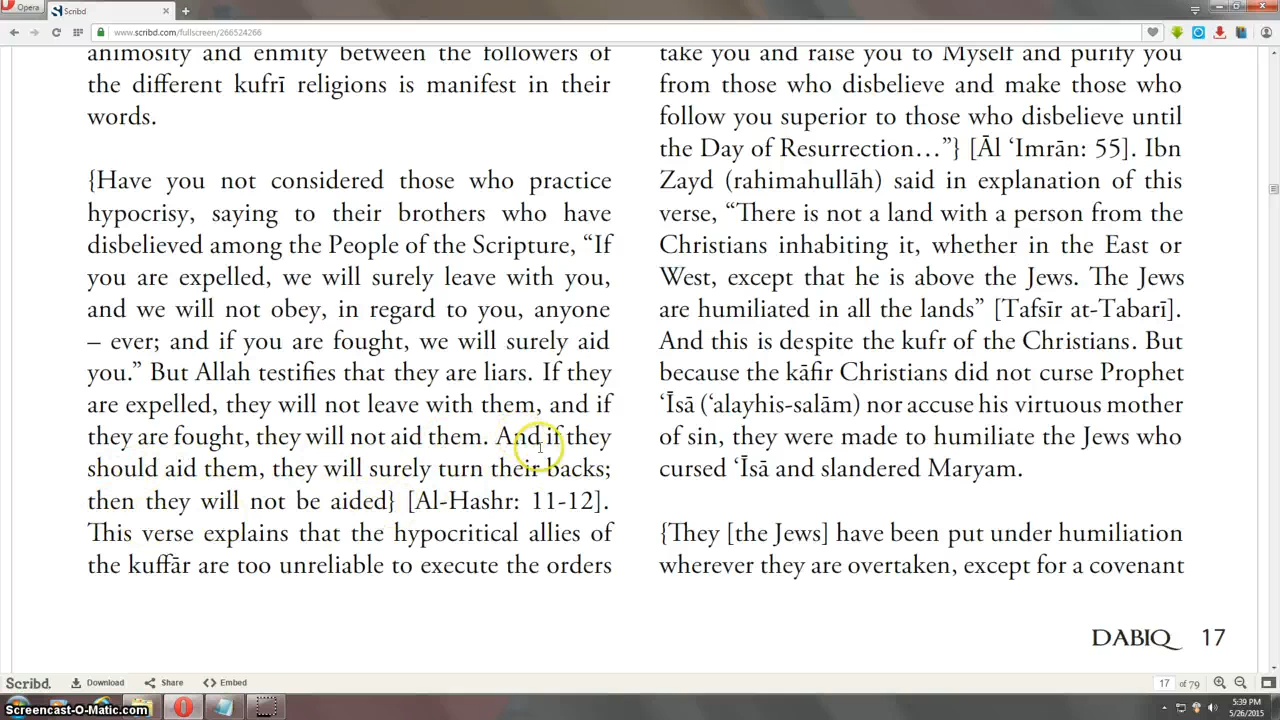 Opera
Scribd
www.scribd.com/fullscreen/266524266
animosity and enmity between the followers of
the different kufrī religions is manifest in their
words.
{Have you not considered those who practice
hypocrisy, saying to their brothers who have
disbelieved among the People of the Scripture, “If
you are expelled, we will surely leave with you,
and we will not obey, in regard to you, anyone
– ever; and if you are fought, we will surely aid
you.” But Allah testifies that they are liars. If they
are expelled, they will not leave with them, and if
they are fought, they will not aid them. And if they
should aid them, they will surely turn their backs;
then they will not be aided} [Al-Hashr: 11-12].
This verse explains that the hypocritical allies of
the kuffār are too unreliable to execute the orders
take you and raise you to Myself and purify you
from those who disbelieve and make those who
follow you superior to those who disbelieve until
the Day of Resurrection…”} [Āl ‘Imrān: 55]. Ibn
Zayd (rahimahullāh) said in explanation of this
verse, “There is not a land with a person from the
Christians inhabiting it, whether in the East or
West, except that he is above the Jews. The Jews
are humiliated in all the lands” [Tafsīr at-Tabarī].
And this is despite the kufr of the Christians. But
because the kāfir Christians did not curse Prophet
‘Īsā (‘alayhis-salām) nor accuse his virtuous mother
of sin, they were made to humiliate the Jews who
cursed ‘Īsā and slandered Maryam.
{They [the Jews] have been put under humiliation
wherever they are overtaken, except for a covenant
DABIQ 17
Scribd. Download Share Embed 17 of 79
Screencast-O-Matic.com
5:39 PM
5/26/2015